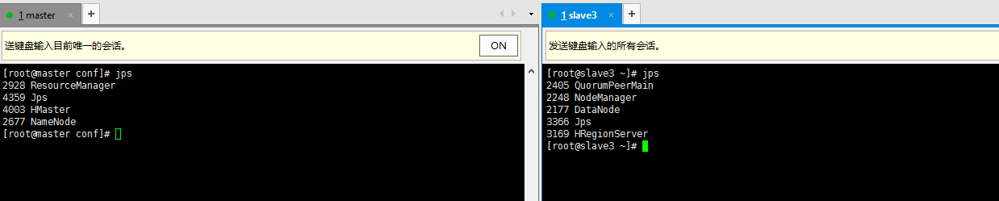 1 master × +
送键盘输入目前唯一的会话。
ON
[root@master conf]# jps
2928 ResourceManager
4359 Jps
4003 HMaster
2677 NameNode
[root@master conf]#
1 slave3 × +
发送键盘输入的所有会话。
[root@slave3 ~]# jps
2405 QuorumPeerMain
2248 NodeManager
2177 DataNode
3366 Jps
3169 HRegionServer
[root@slave3 ~]#